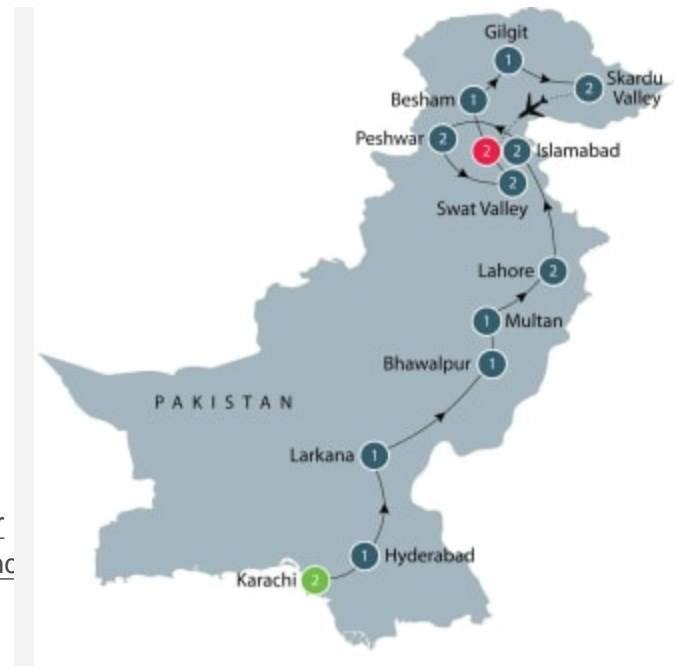 Gilgit
1
2
Skardu
Valley
Besham
1
Peshwar
2
2
2
Islamabad
2
Swat Valley
Lahore
2
1
Multan
Bhawalpur
1
PAKISTAN
Larkana
1
1
Hyderabad
Karachi
2